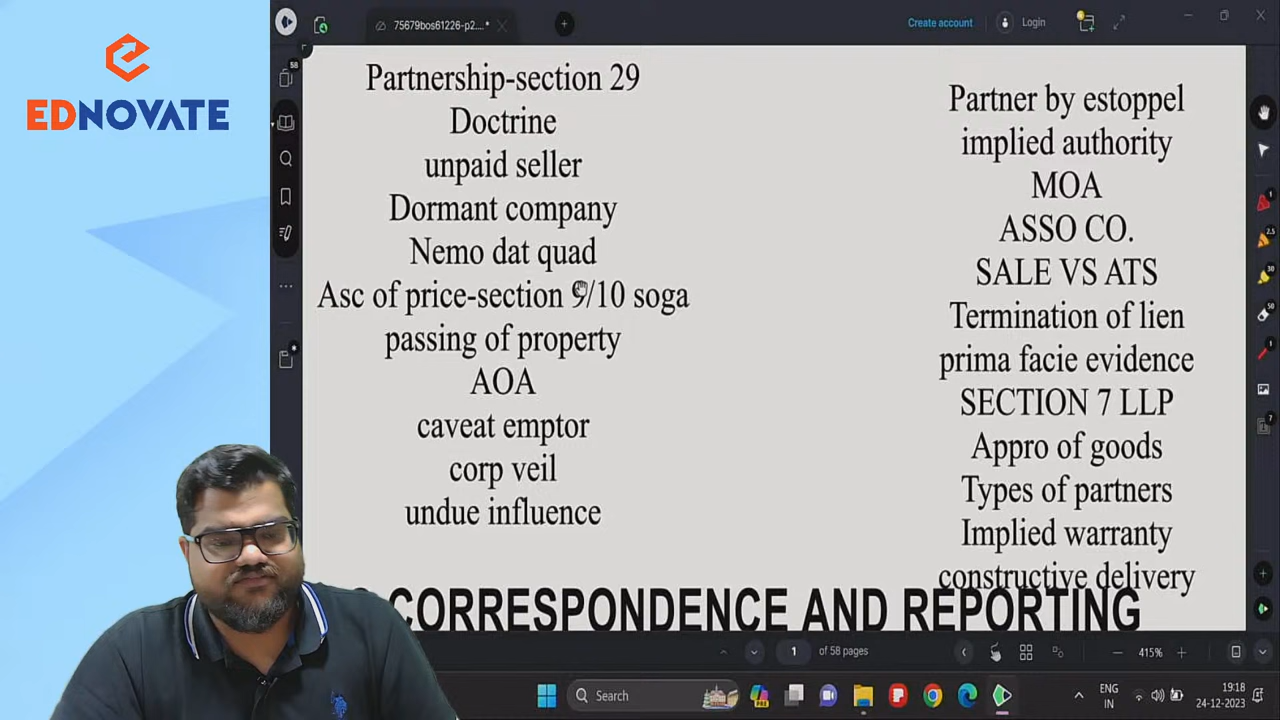 EDNOVATE
75679bos61226-p2.... *
Create account
Login
58
Partnership-section 29
Doctrine
unpaid seller
Dormant company
Nemo dat quad
Asc of price-section 9/10 soga
passing of property
AOA
caveat emptor
corp veil
undue influence
Partner by estoppel
implied authority
MOA
ASSO CO.
SALE VS ATS
Termination of lien
prima facie evidence
SECTION 7 LLP
Appro of goods
Types of partners
Implied warranty
constructive delivery
CORRESPONDENCE AND REPORTING
1 of 58 pages
415%
Search
ENG
IN
19:18
24-12-2023